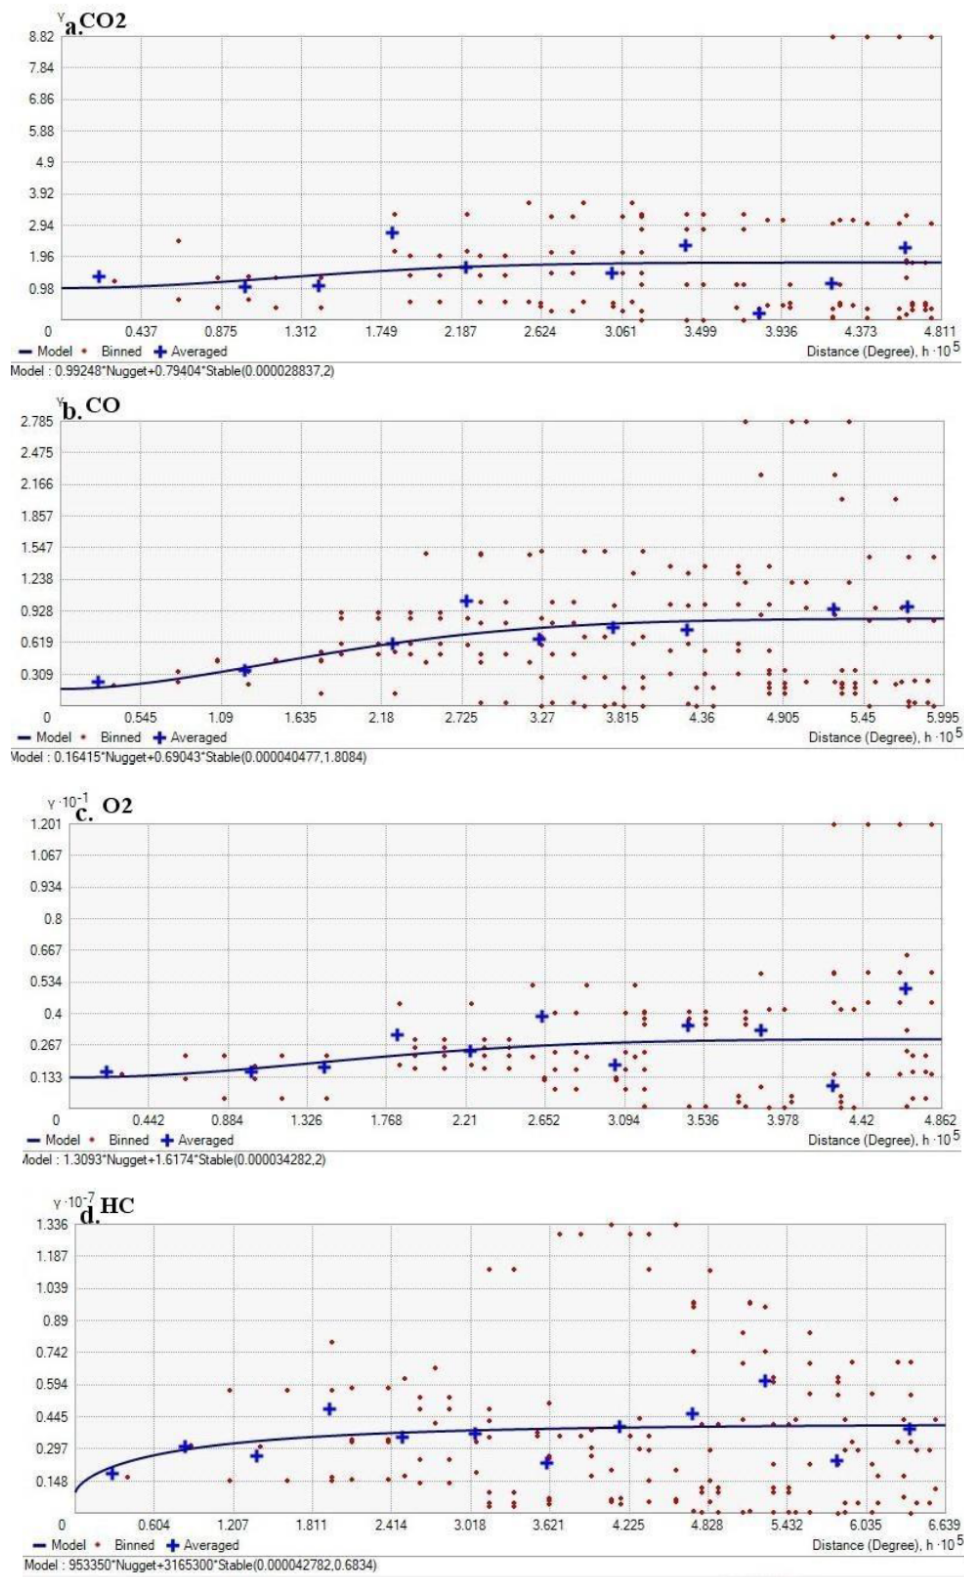 γ a. CO2
8.82
7.84
6.86
5.88
4.9
3.92
2.94
1.96
0.98
0 0.437 0.875 1.312 1.749 2.187 2.624 3.061 3.499 3.936 4.373 4.811
Model Binned Averaged Distance (Degree), h ·10^5
Model : 0.99248*Nugget+0.79404*Stable(0.000028837,2)
γ b. CO
2.785
2.475
2.166
1.857
1.547
1.238
0.928
0.619
0.309
0 0.545 1.09 1.635 2.18 2.725 3.27 3.815 4.36 4.905 5.45 5.995
Model Binned Averaged Distance (Degree), h ·10^5
Model : 0.16415*Nugget+0.69043*Stable(0.000040477,1.8084)
γ ·10^-1 c. O2
1.201
1.067
0.934
0.8
0.667
0.534
0.4
0.267
0.133
0 0.442 0.884 1.326 1.768 2.21 2.652 3.094 3.536 3.978 4.42 4.862
Model Binned Averaged Distance (Degree), h ·10^5
Model : 1.3093*Nugget+1.6174*Stable(0.000034282,2)
γ ·10^-7 d. HC
1.336
1.187
1.039
0.89
0.742
0.594
0.445
0.297
0.148
0 0.604 1.207 1.811 2.414 3.018 3.621 4.225 4.828 5.432 6.035 6.639
Model Binned Averaged Distance (Degree), h ·10^5
Model : 953350*Nugget+3165300*Stable(0.000042782,0.6834)